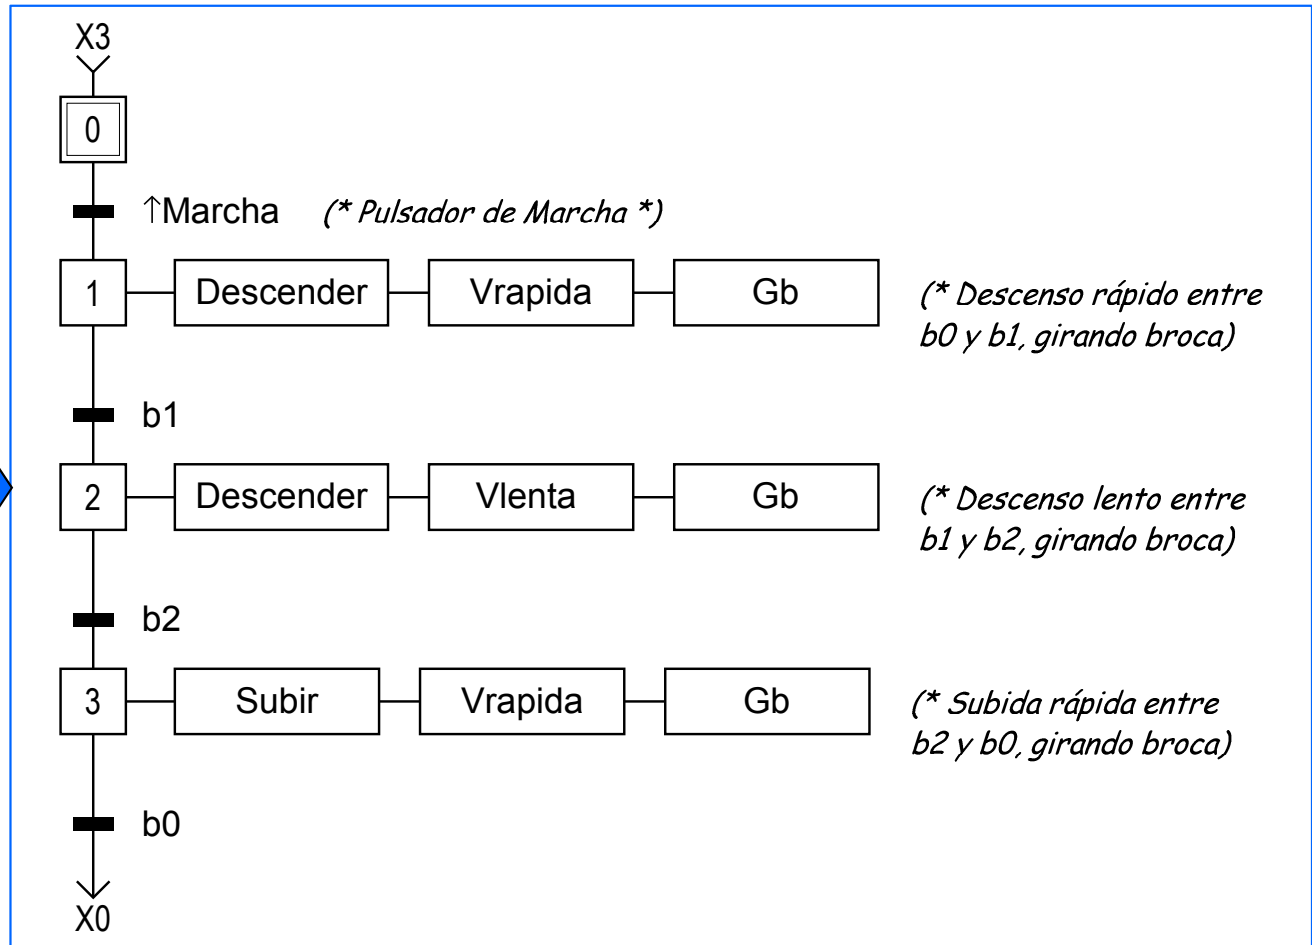 X3
0
↑Marcha (* Pulsador de Marcha *)
1 Descender Vrapida Gb (* Descenso rápido entre
b0 y b1, girando broca)
b1
2 Descender Vlenta Gb (* Descenso lento entre
b1 y b2, girando broca)
b2
3 Subir Vrapida Gb (* Subida rápida entre
b2 y b0, girando broca)
b0
X0